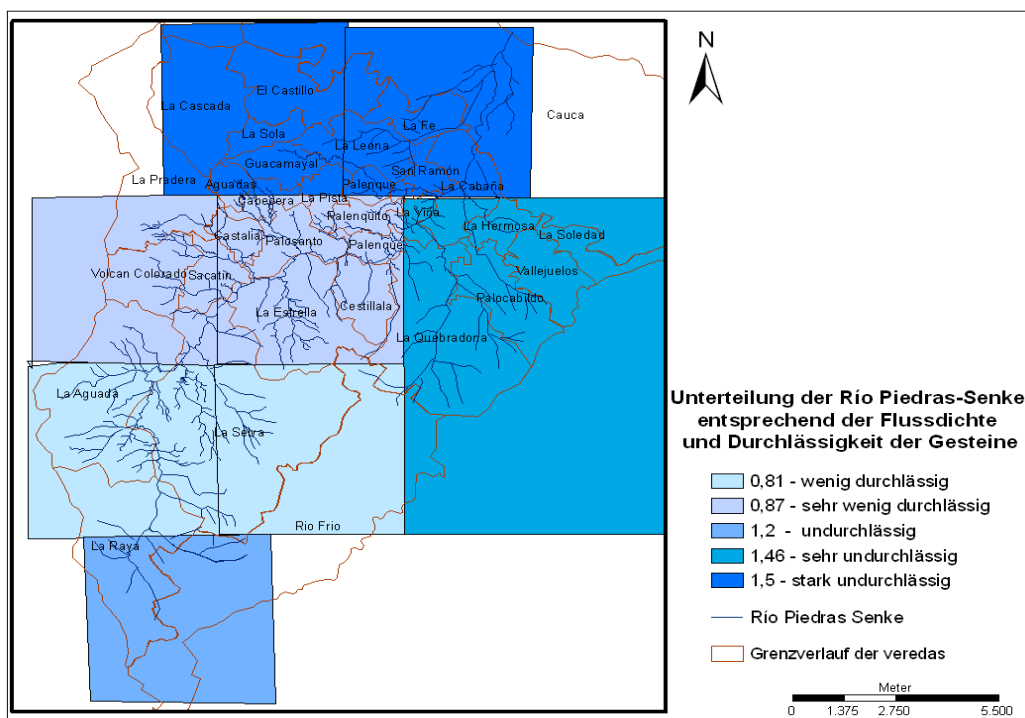 N
Cauca
El Castillo
La Cascada
La Fe
La Sola
La Leona
Guacamayal
San Ramón
La Pradera
Aguadas
Palenque
La Cabaña
La Pista
La Viña
Palenquito
La Hermosa
La Soledad
Castalia
Palosanto
Palenque
Volcan Colorado
Sacatín
Vallejuelos
Cestillala
Palocabildo
La Estrella
La Quebradona
La Aguada
La Selva
Rio Frio
La Raya
Unterteilung der Río Piedras-Senke
entsprechend der Flussdichte
und Durchlässigkeit der Gesteine
0,81 - wenig durchlässig
0,87 - sehr wenig durchlässig
1,2 - undurchlässig
1,46 - sehr undurchlässig
1,5 - stark undurchlässig
Río Piedras Senke
Grenzverlauf der veredas
Meter
0 1.375 2.750 5.500